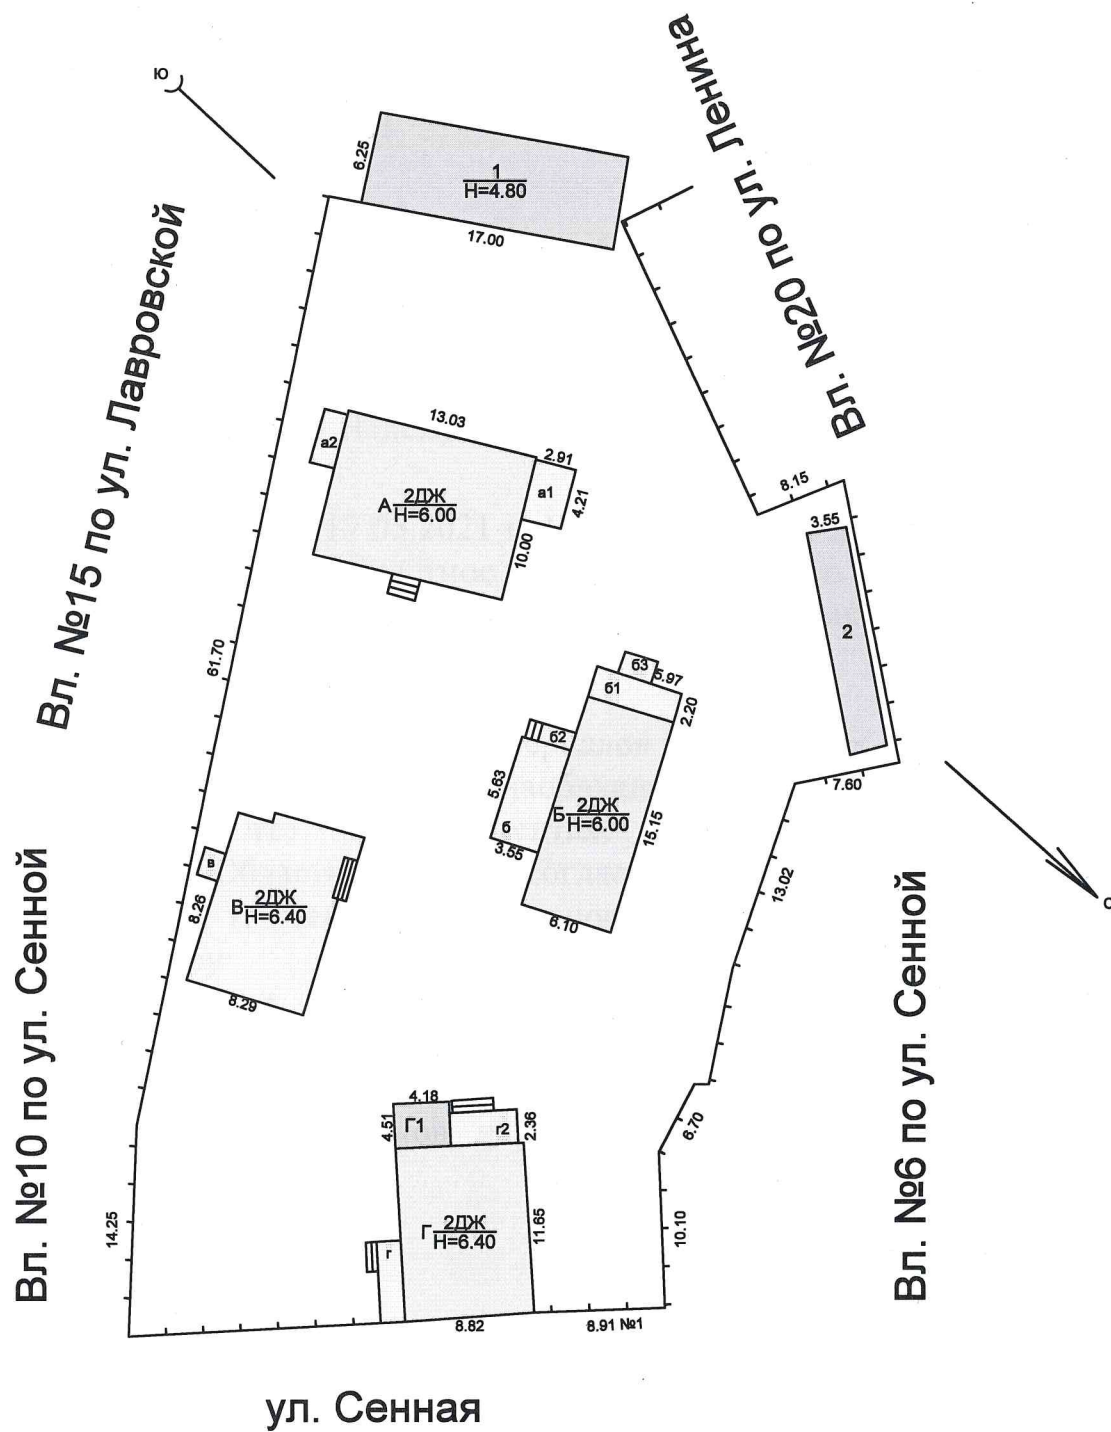 Ю
6.25
1
Н=4.80
17.00
Вл. №20 по ул. Ленина
Вл. №15 по ул. Лавровской
13.03
а2
2.91
а1
4.21
А 2ДЖ
Н=6.00
10.00
8.15
3.55
2
61.70
б3
5.97
б1
2.20
б2
5.63
б
3.55
Б 2ДЖ
Н=6.00
15.15
6.10
7.60
13.02
С
в
8.26
В 2ДЖ
Н=6.40
8.29
Вл. №10 по ул. Сенной
Вл. №6 по ул. Сенной
4.18
4.51
Г1
г2
2.36
6.70
14.25
г
Г 2ДЖ
Н=6.40
11.65
10.10
8.82
8.91 №1
ул. Сенная